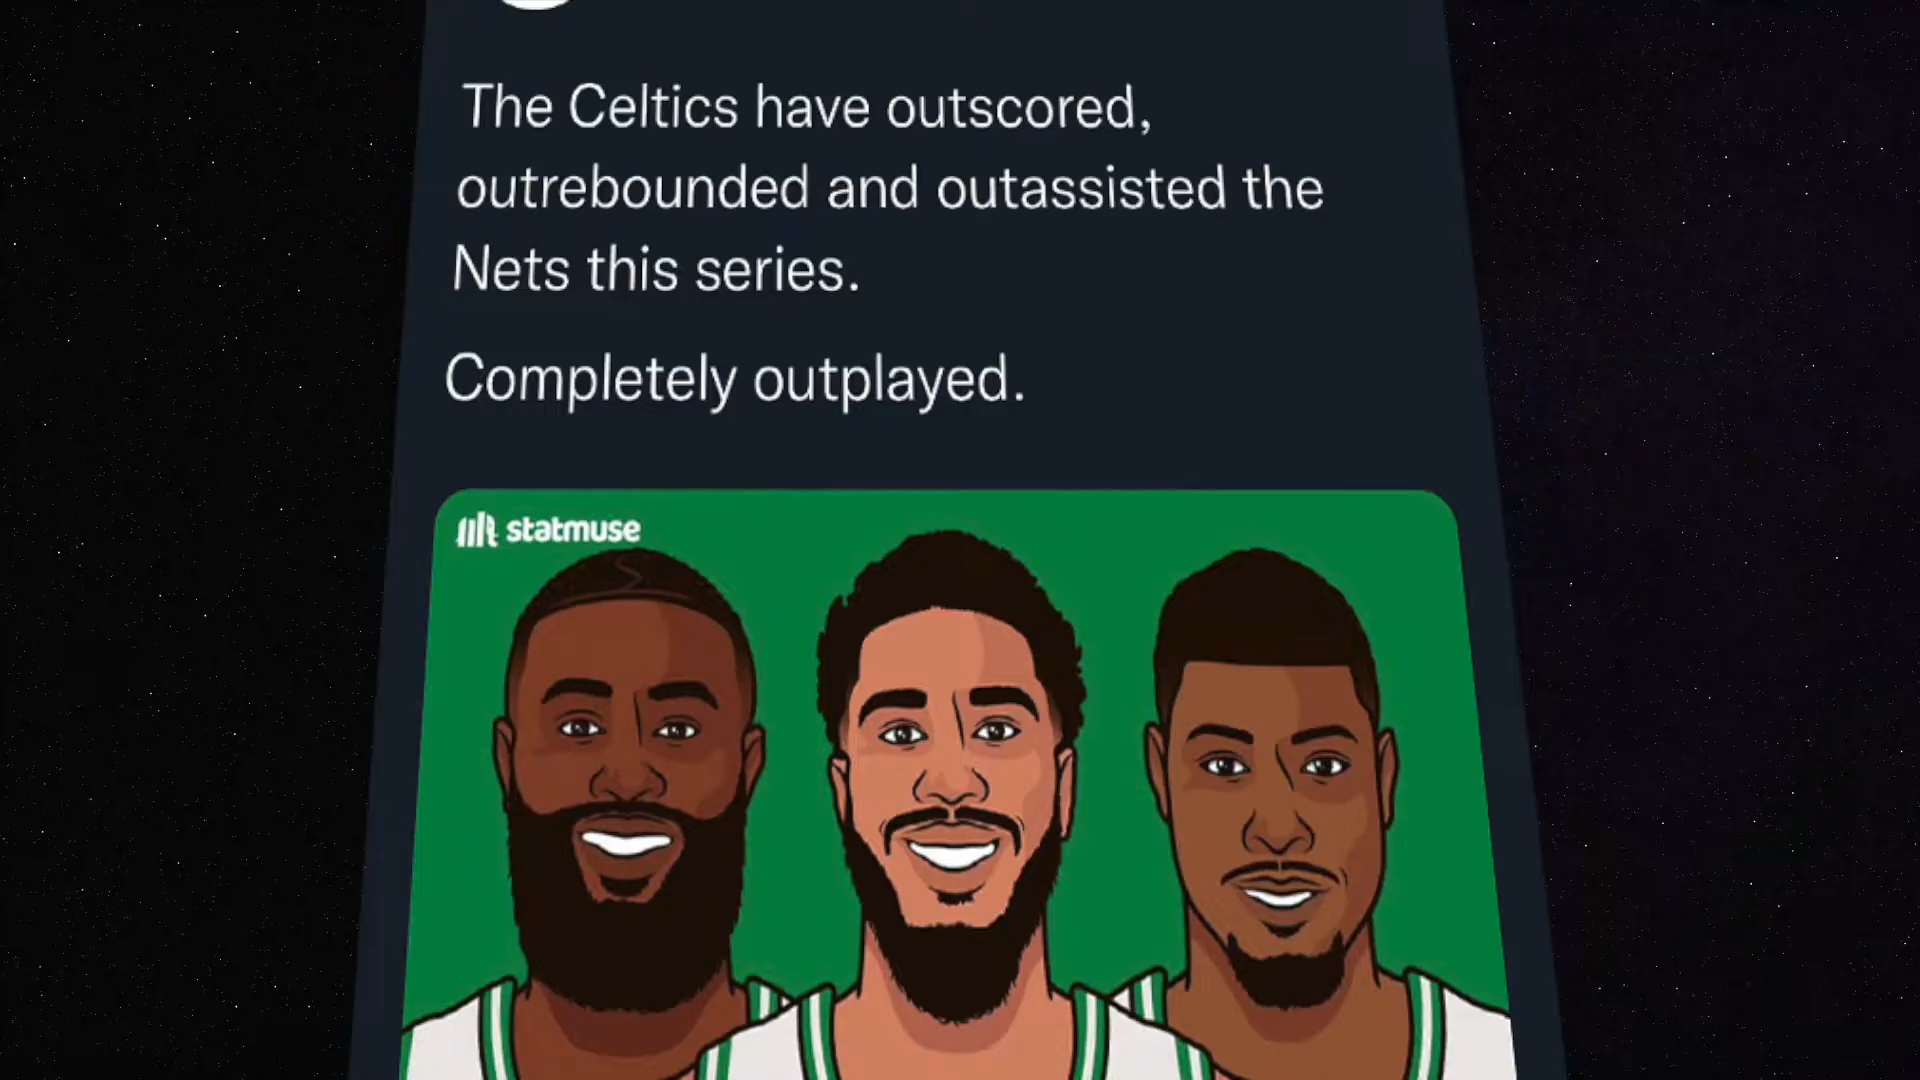 The Celtics have outscored,
outrebounded and outassisted the
Nets this series.
Completely outplayed.
statmuse